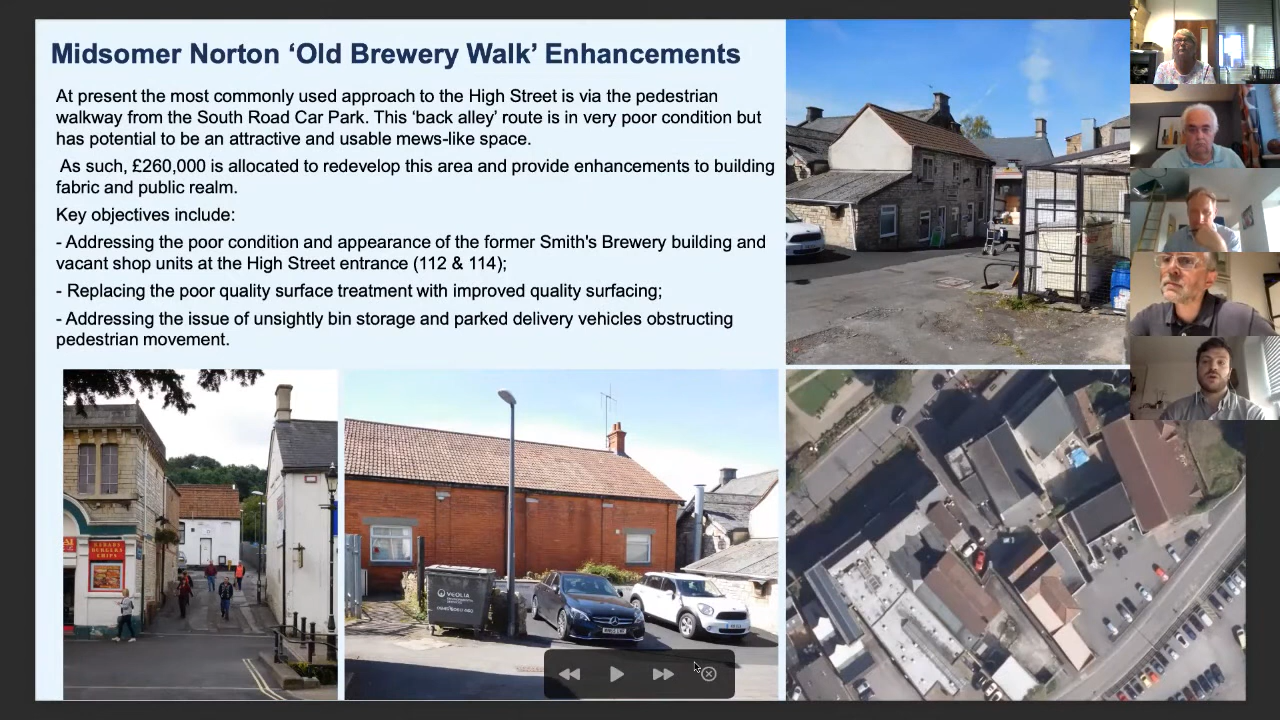 Midsomer Norton ‘Old Brewery Walk’ Enhancements
At present the most commonly used approach to the High Street is via the pedestrian
walkway from the South Road Car Park. This ‘back alley’ route is in very poor condition but
has potential to be an attractive and usable mews-like space.
As such, £260,000 is allocated to redevelop this area and provide enhancements to building
fabric and public realm.
Key objectives include:
- Addressing the poor condition and appearance of the former Smith's Brewery building and
vacant shop units at the High Street entrance (112 & 114);
- Replacing the poor quality surface treatment with improved quality surfacing;
- Addressing the issue of unsightly bin storage and parked delivery vehicles obstructing
pedestrian movement.
KEBABS
BURGERS
CHIPS
VEOLIA